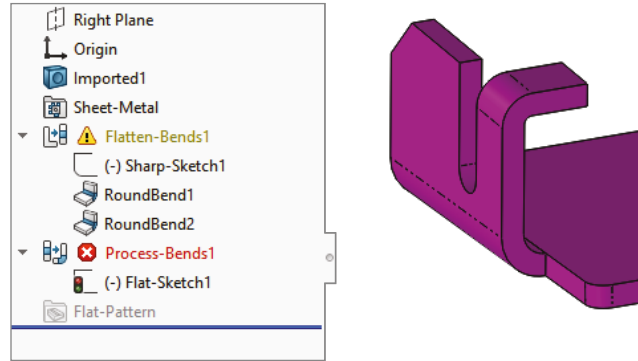 Right Plane
Origin
Imported1
Sheet-Metal
Flatten-Bends1
(-) Sharp-Sketch1
RoundBend1
RoundBend2
Process-Bends1
(-) Flat-Sketch1
Flat-Pattern